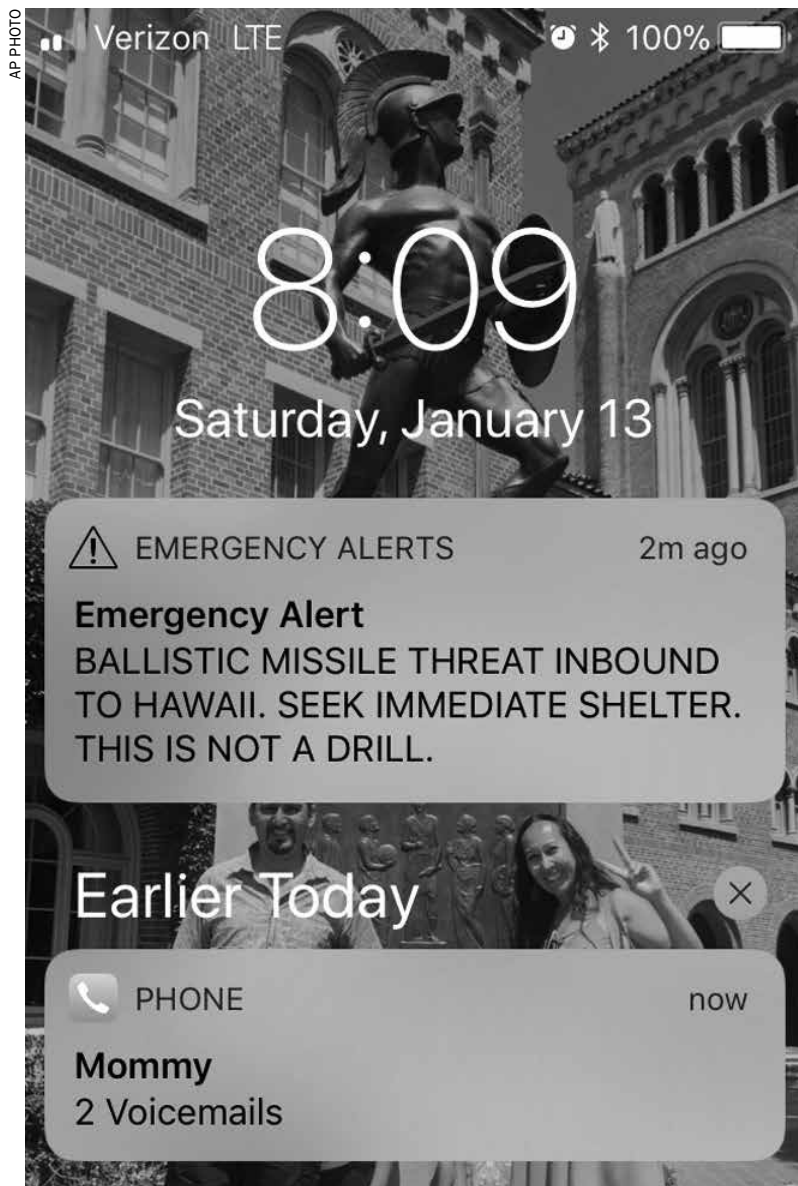 AP PHOTO
Verizon LTE
100%
8:09
Saturday, January 13
EMERGENCY ALERTS
2m ago
Emergency Alert
BALLISTIC MISSILE THREAT INBOUND
TO HAWAII. SEEK IMMEDIATE SHELTER.
THIS IS NOT A DRILL.
Earlier Today
PHONE
now
Mommy
2 Voicemails